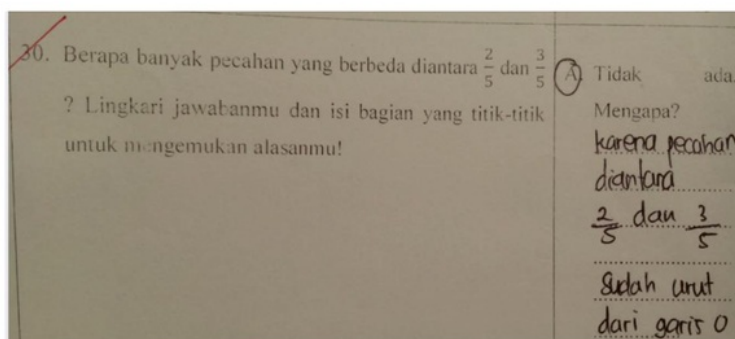 30. Berapa banyak pecahan yang berbeda diantara 2/5 dan 3/5
? Lingkari jawabanmu dan isi bagian yang titik-titik
untuk mengemukan alasanmu!
A Tidak ada.
Mengapa?
karena pecahan
diantara
2/5 dan 3/5
Sudah urut
dari garis 0